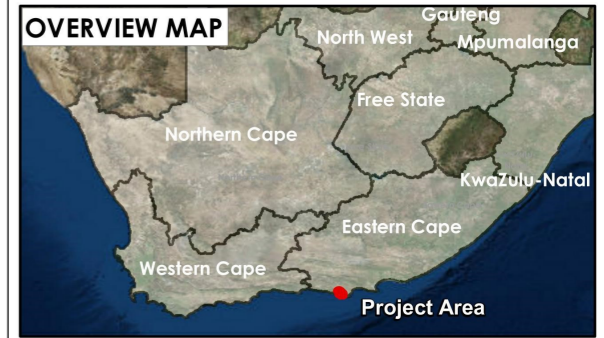 OVERVIEW MAP
Gauteng
North West
Mpumalanga
Free State
Northern Cape
KwaZulu-Natal
Eastern Cape
Western Cape
Project Area